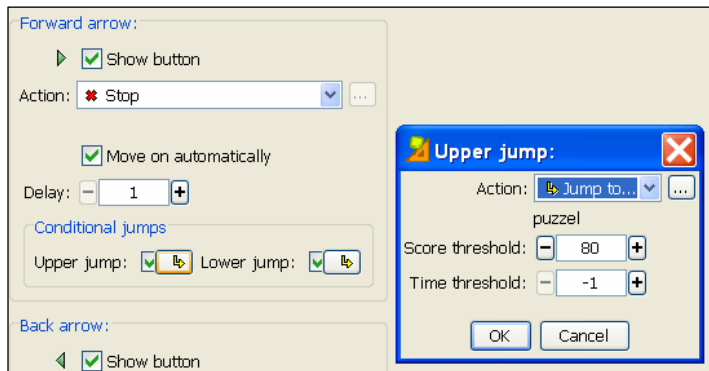 Forward arrow:
Show button
Action: Stop ...
Move on automatically
Delay: - 1 +
Conditional jumps
Upper jump: Lower jump:
Back arrow:
Show button
Upper jump:
Action: Jump to... ...
puzzel
Score threshold: - 80 +
Time threshold: - -1 +
OK Cancel